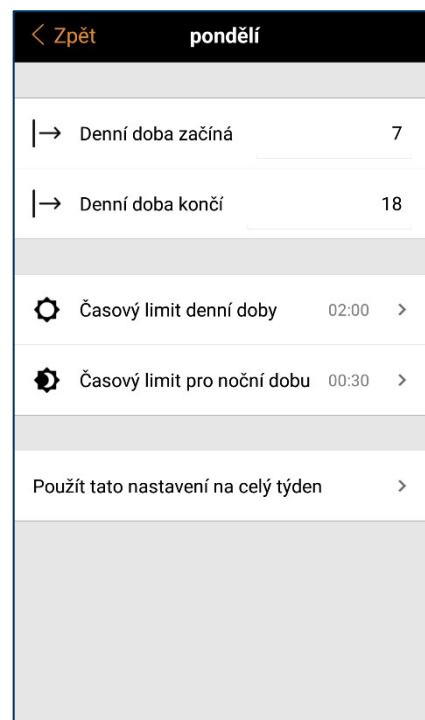 Zpět pondělí
Denní doba začíná 7
Denní doba končí 18
Časový limit denní doby 02:00
Časový limit pro noční dobu 00:30
Použít tato nastavení na celý týden